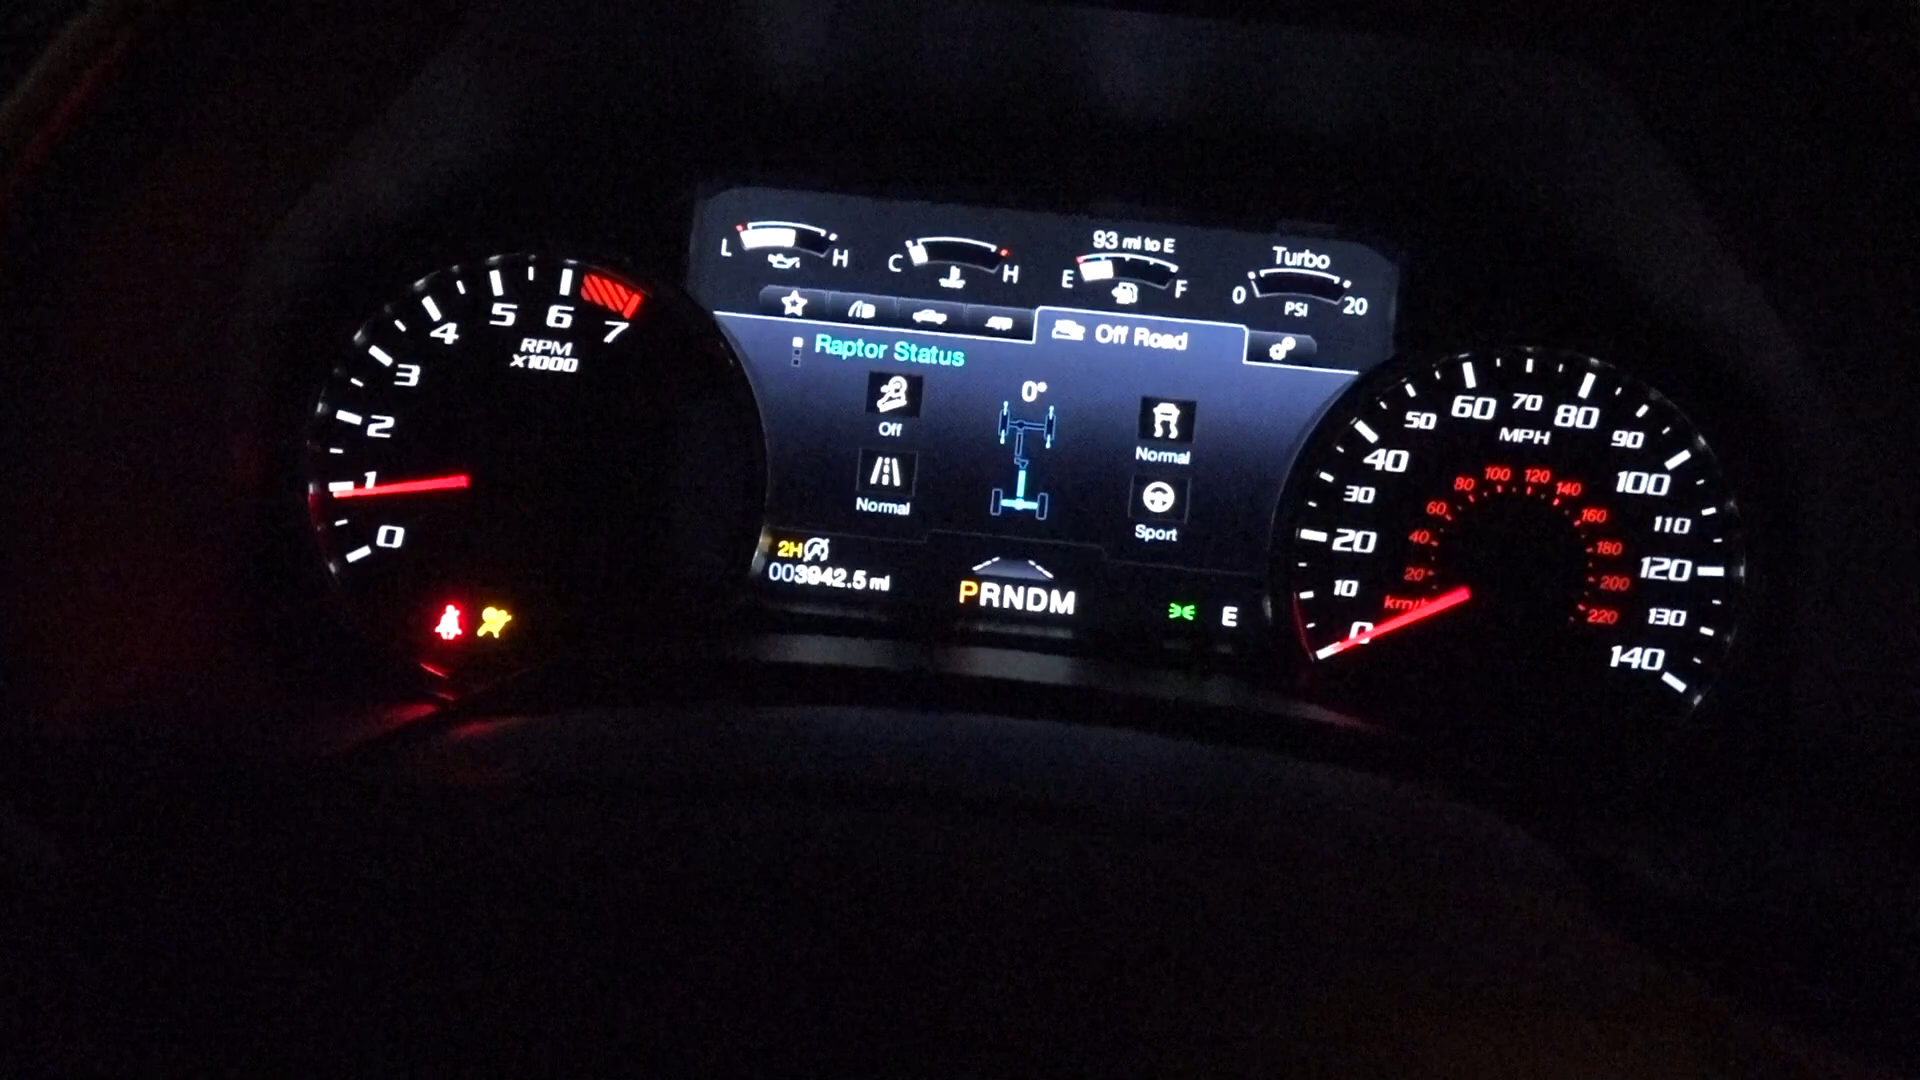 93 mi to E
L H
C H
E F
Turbo
0 20
PSI
Off Road
Raptor Status
0°
Off
Normal
Normal
Sport
2H
003942.5 mi
PRNDM
E
0 1 2 3 4 5 6 7
RPM
x1000
0 10 20 30 40 50 60 70 80 90 100 110 120 130 140
MPH
20 40 60 80 100 120 140 160 180 200 220
km/h